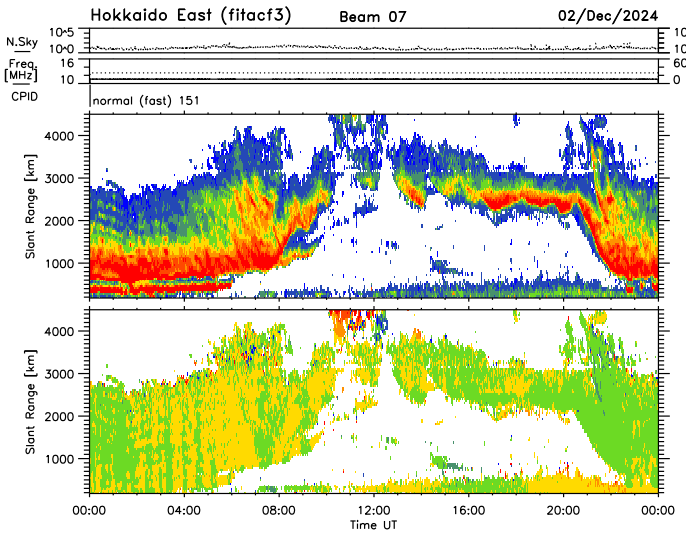 Hokkaido East (fitacf3) Beam 07 02/Dec/2024
N.Sky 10^5 10^0 10 10
Freq. [MHz] 16 10 60 0
CPID normal (fast) 151
Slant Range [km] 4000 3000 2000 1000
Slant Range [km] 4000 3000 2000 1000
00:00 04:00 08:00 12:00 16:00 20:00 00:00
Time UT